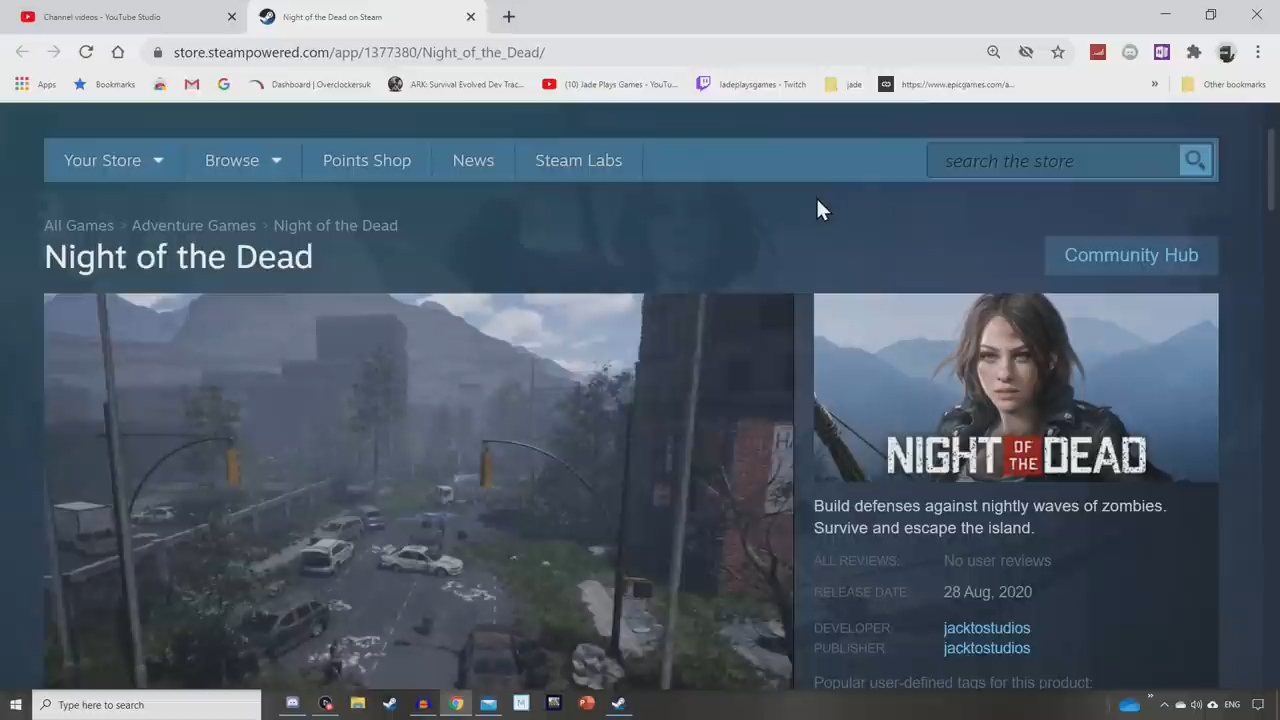 Channel videos - YouTube Studio
Night of the Dead on Steam
store.steampowered.com/app/1377380/Night_of_the_Dead/
Apps
Bookmarks
Dashboard | Overclockersuk
ARK: Survival Evolved Dev Trac...
(10) Jade Plays Games - YouTu...
ladeplaysgames - Twitch
jade
https://www.epicgames.com/a...
»
Other bookmarks
Your Store
Browse
Points Shop
News
Steam Labs
search the store
All Games > Adventure Games > Night of the Dead
Night of the Dead
Community Hub
NIGHT OF THE DEAD
Build defenses against nightly waves of zombies.
Survive and escape the island.
ALL REVIEWS: No user reviews
RELEASE DATE: 28 Aug, 2020
DEVELOPER: jacktostudios
PUBLISHER: jacktostudios
Popular user-defined tags for this product:
Type here to search
ENG